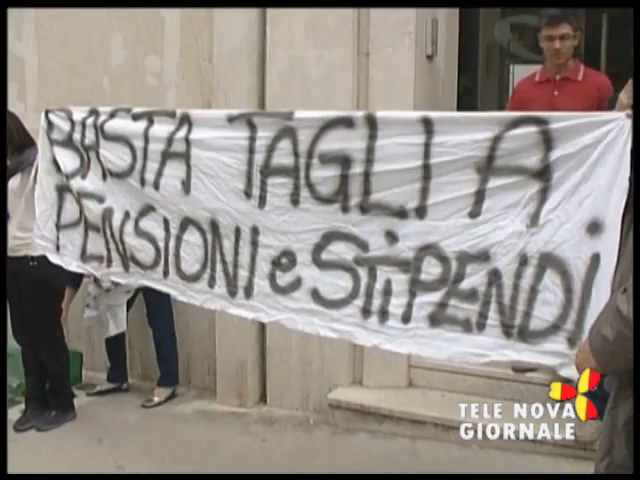 BASTA TAGLI A
PENSIONI e STiPENDi
TELE NOVA
GIORNALE